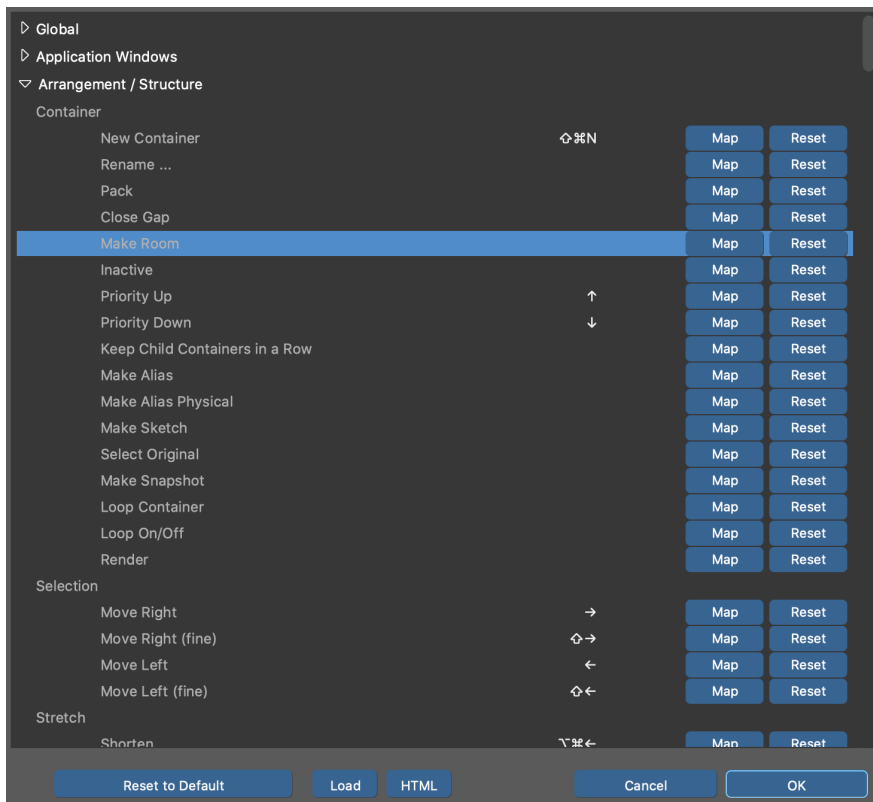 Global
Application Windows
Arrangement / Structure
Container
New Container ⇧⌘N Map Reset
Rename ... Map Reset
Pack Map Reset
Close Gap Map Reset
Make Room Map Reset
Inactive Map Reset
Priority Up ↑ Map Reset
Priority Down ↓ Map Reset
Keep Child Containers in a Row Map Reset
Make Alias Map Reset
Make Alias Physical Map Reset
Make Sketch Map Reset
Select Original Map Reset
Make Snapshot Map Reset
Loop Container Map Reset
Loop On/Off Map Reset
Render Map Reset
Selection
Move Right → Map Reset
Move Right (fine) ⇧→ Map Reset
Move Left ← Map Reset
Move Left (fine) ⇧← Map Reset
Stretch
Shorten ⌥⌘← Map Reset
Reset to Default Load HTML Cancel OK